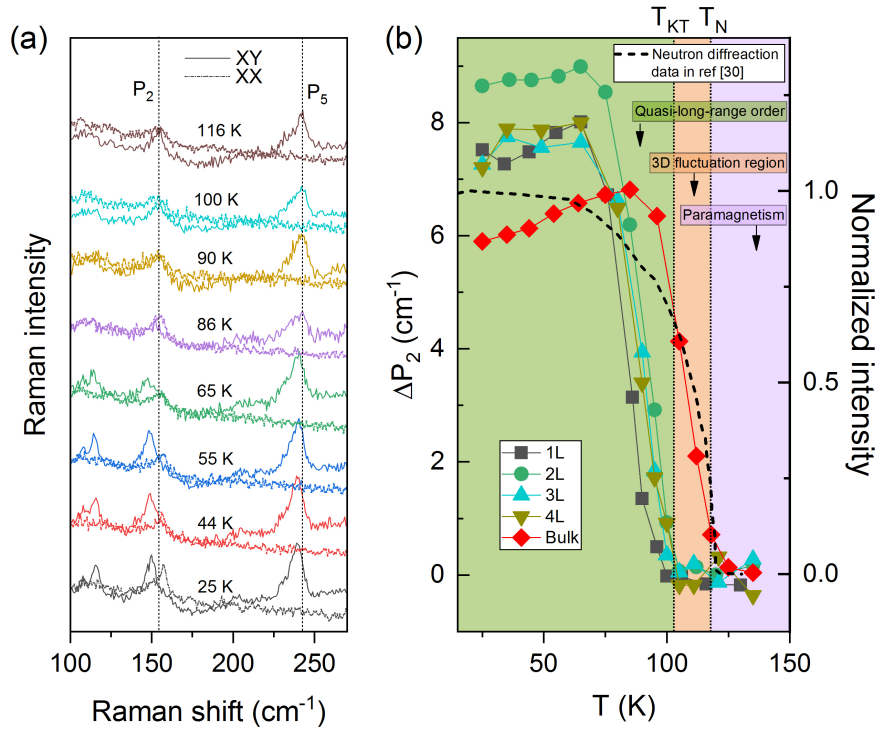 (a)
XY
XX
P2
P5
116 K
100 K
90 K
86 K
65 K
55 K
44 K
25 K
Raman intensity
100 150 200 250
Raman shift (cm-1)
(b)
TKT TN
Neutron diffreaction
data in ref [30]
Quasi-long-range order
3D fluctuation region
Paramagnetism
8
6
4
2
0
ΔP2 (cm-1)
1.0
0.5
0.0
Normalized intensity
1L
2L
3L
4L
Bulk
50 100 150
T (K)